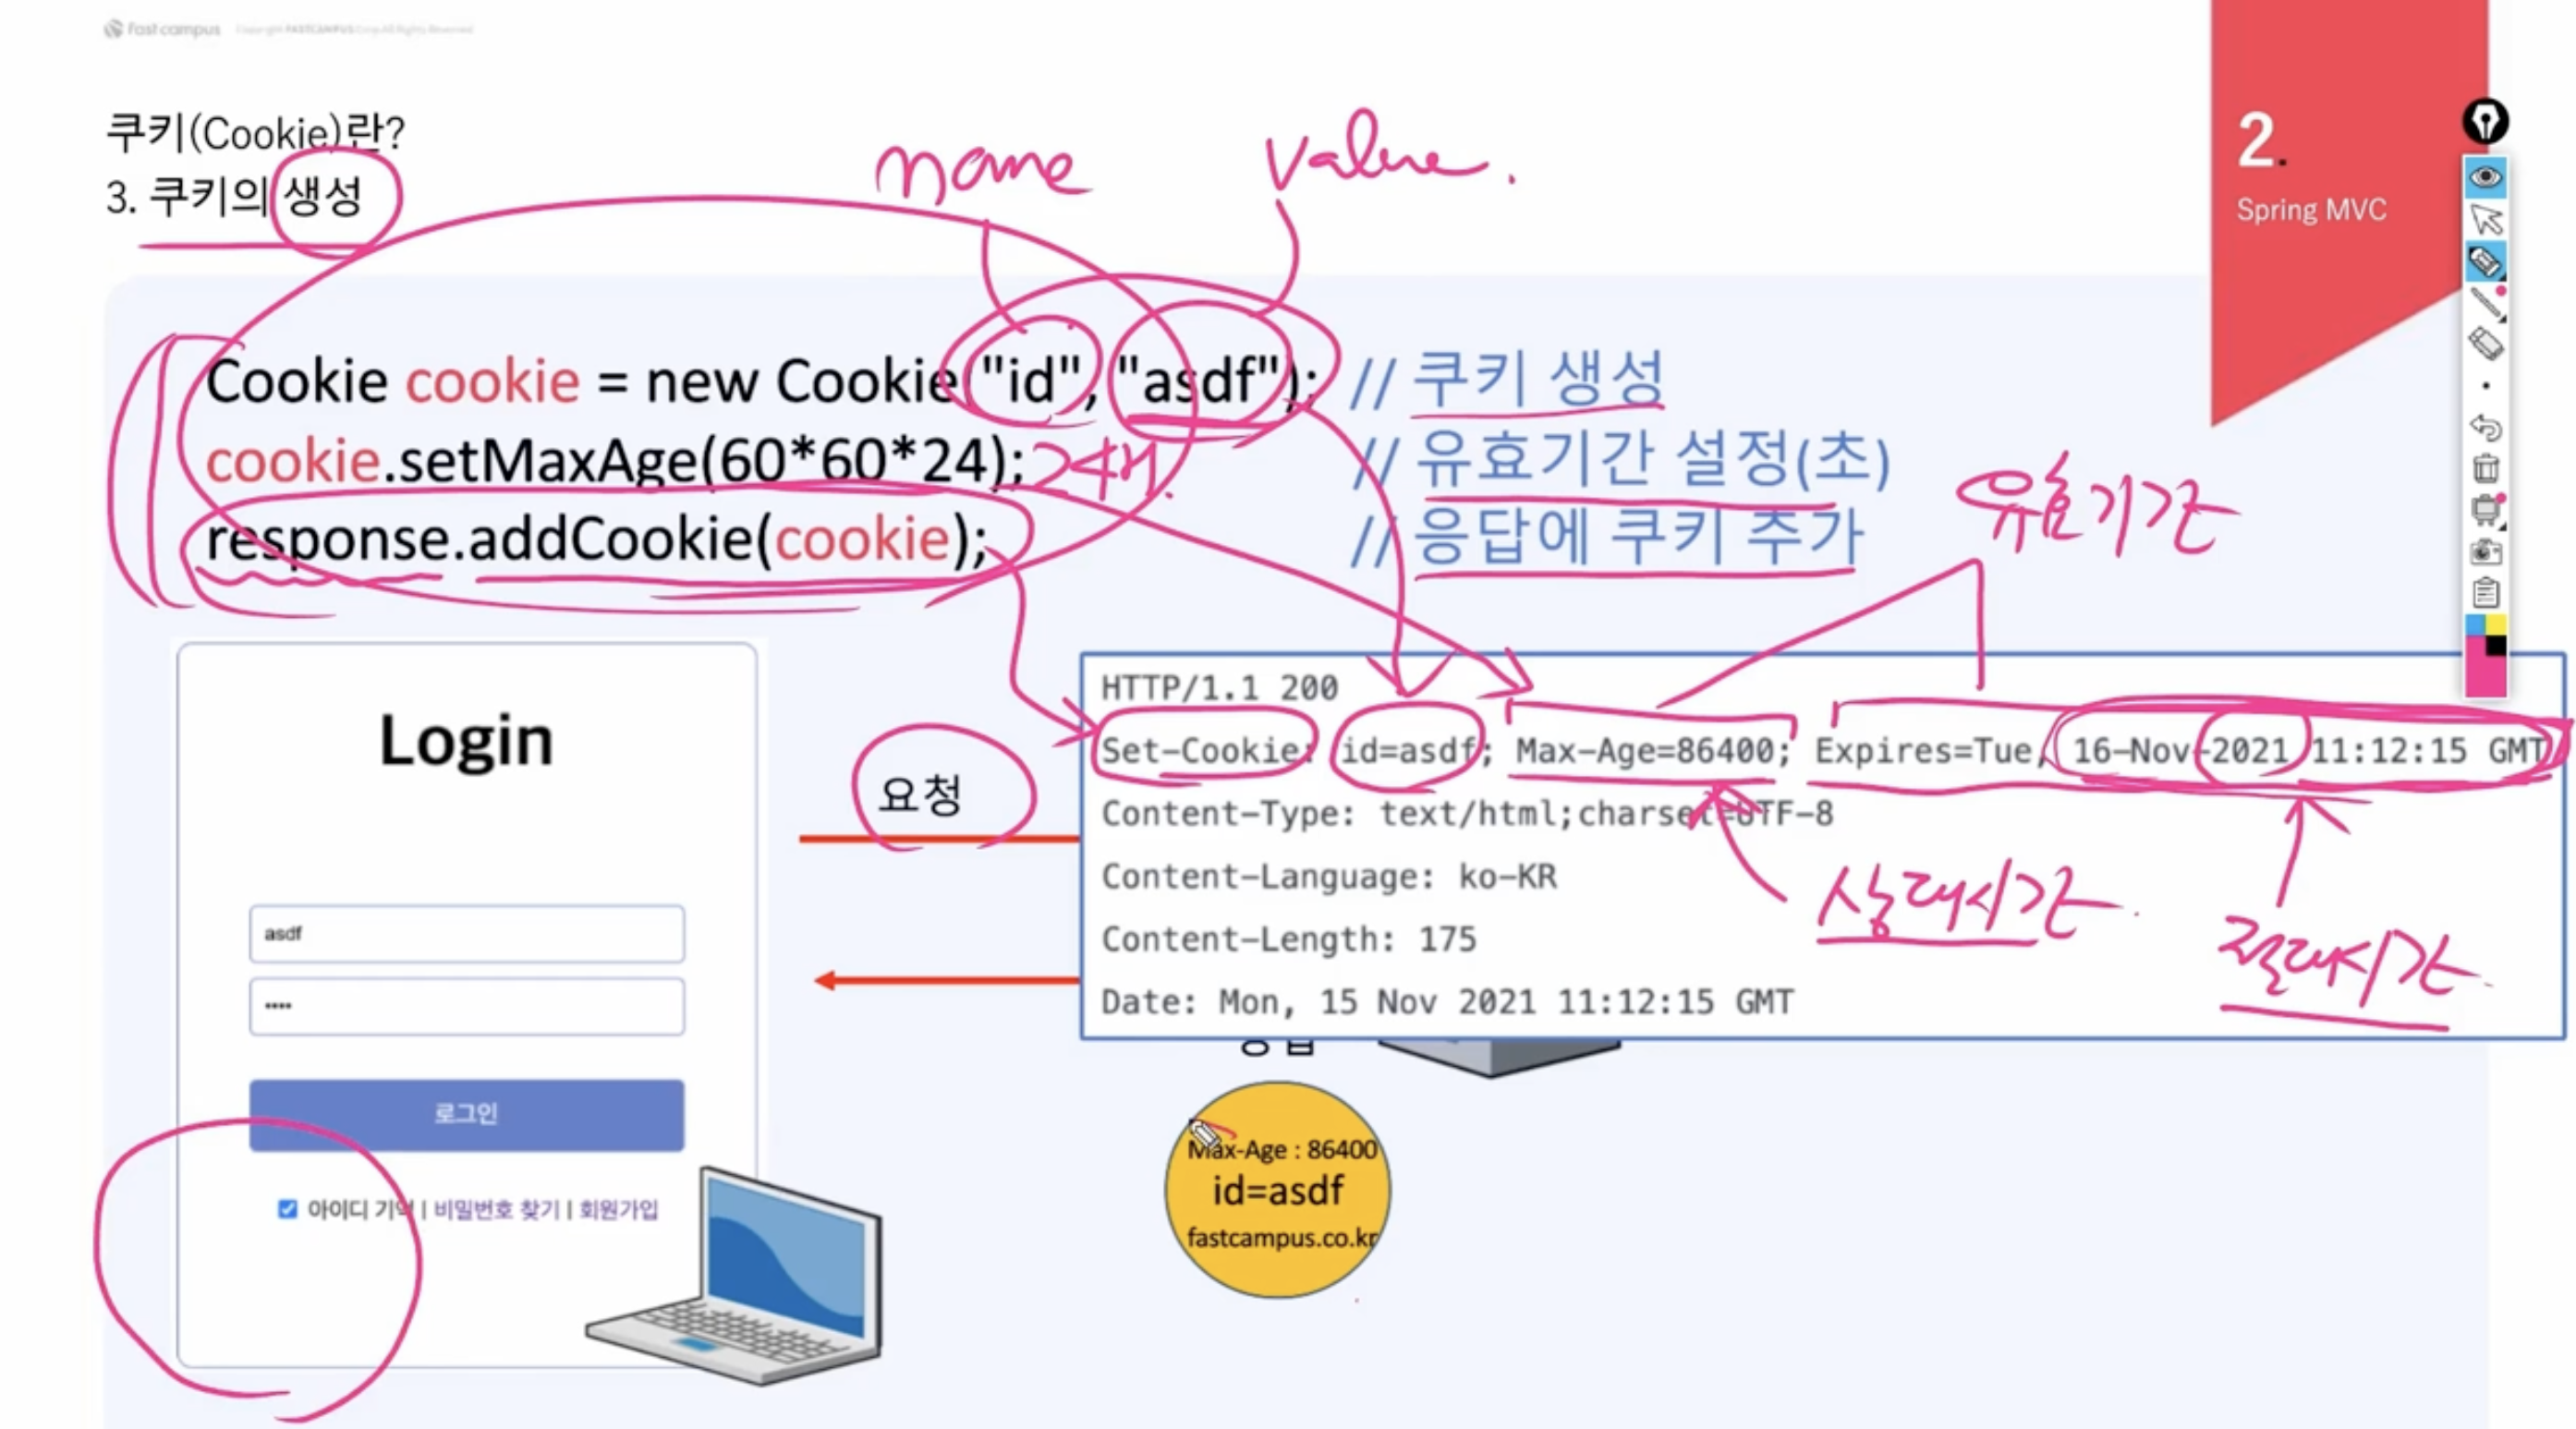 fast campus Copyright FASTCAMPUS Corp. All Rights Reserved
쿠키(Cookie)란?
3. 쿠키의 생성
name
value.
2.
Spring MVC
Cookie cookie = new Cookie("id", "asdf"); // 쿠키 생성
cookie.setMaxAge(60*60*24); // 유효기간 설정(초)
response.addCookie(cookie); // 응답에 쿠키 추가
유효기간
HTTP/1.1 200
Set-Cookie: id=asdf; Max-Age=86400; Expires=Tue, 16-Nov-2021 11:12:15 GMT
Content-Type: text/html;charset=UTF-8
Content-Language: ko-KR
Content-Length: 175
Date: Mon, 15 Nov 2021 11:12:15 GMT
상대시간.
절대시간.
요청
Login
asdf
••••
로그인
아이디 기억 | 비밀번호 찾기 | 회원가입
Max-Age : 86400
id=asdf
fastcampus.co.kr